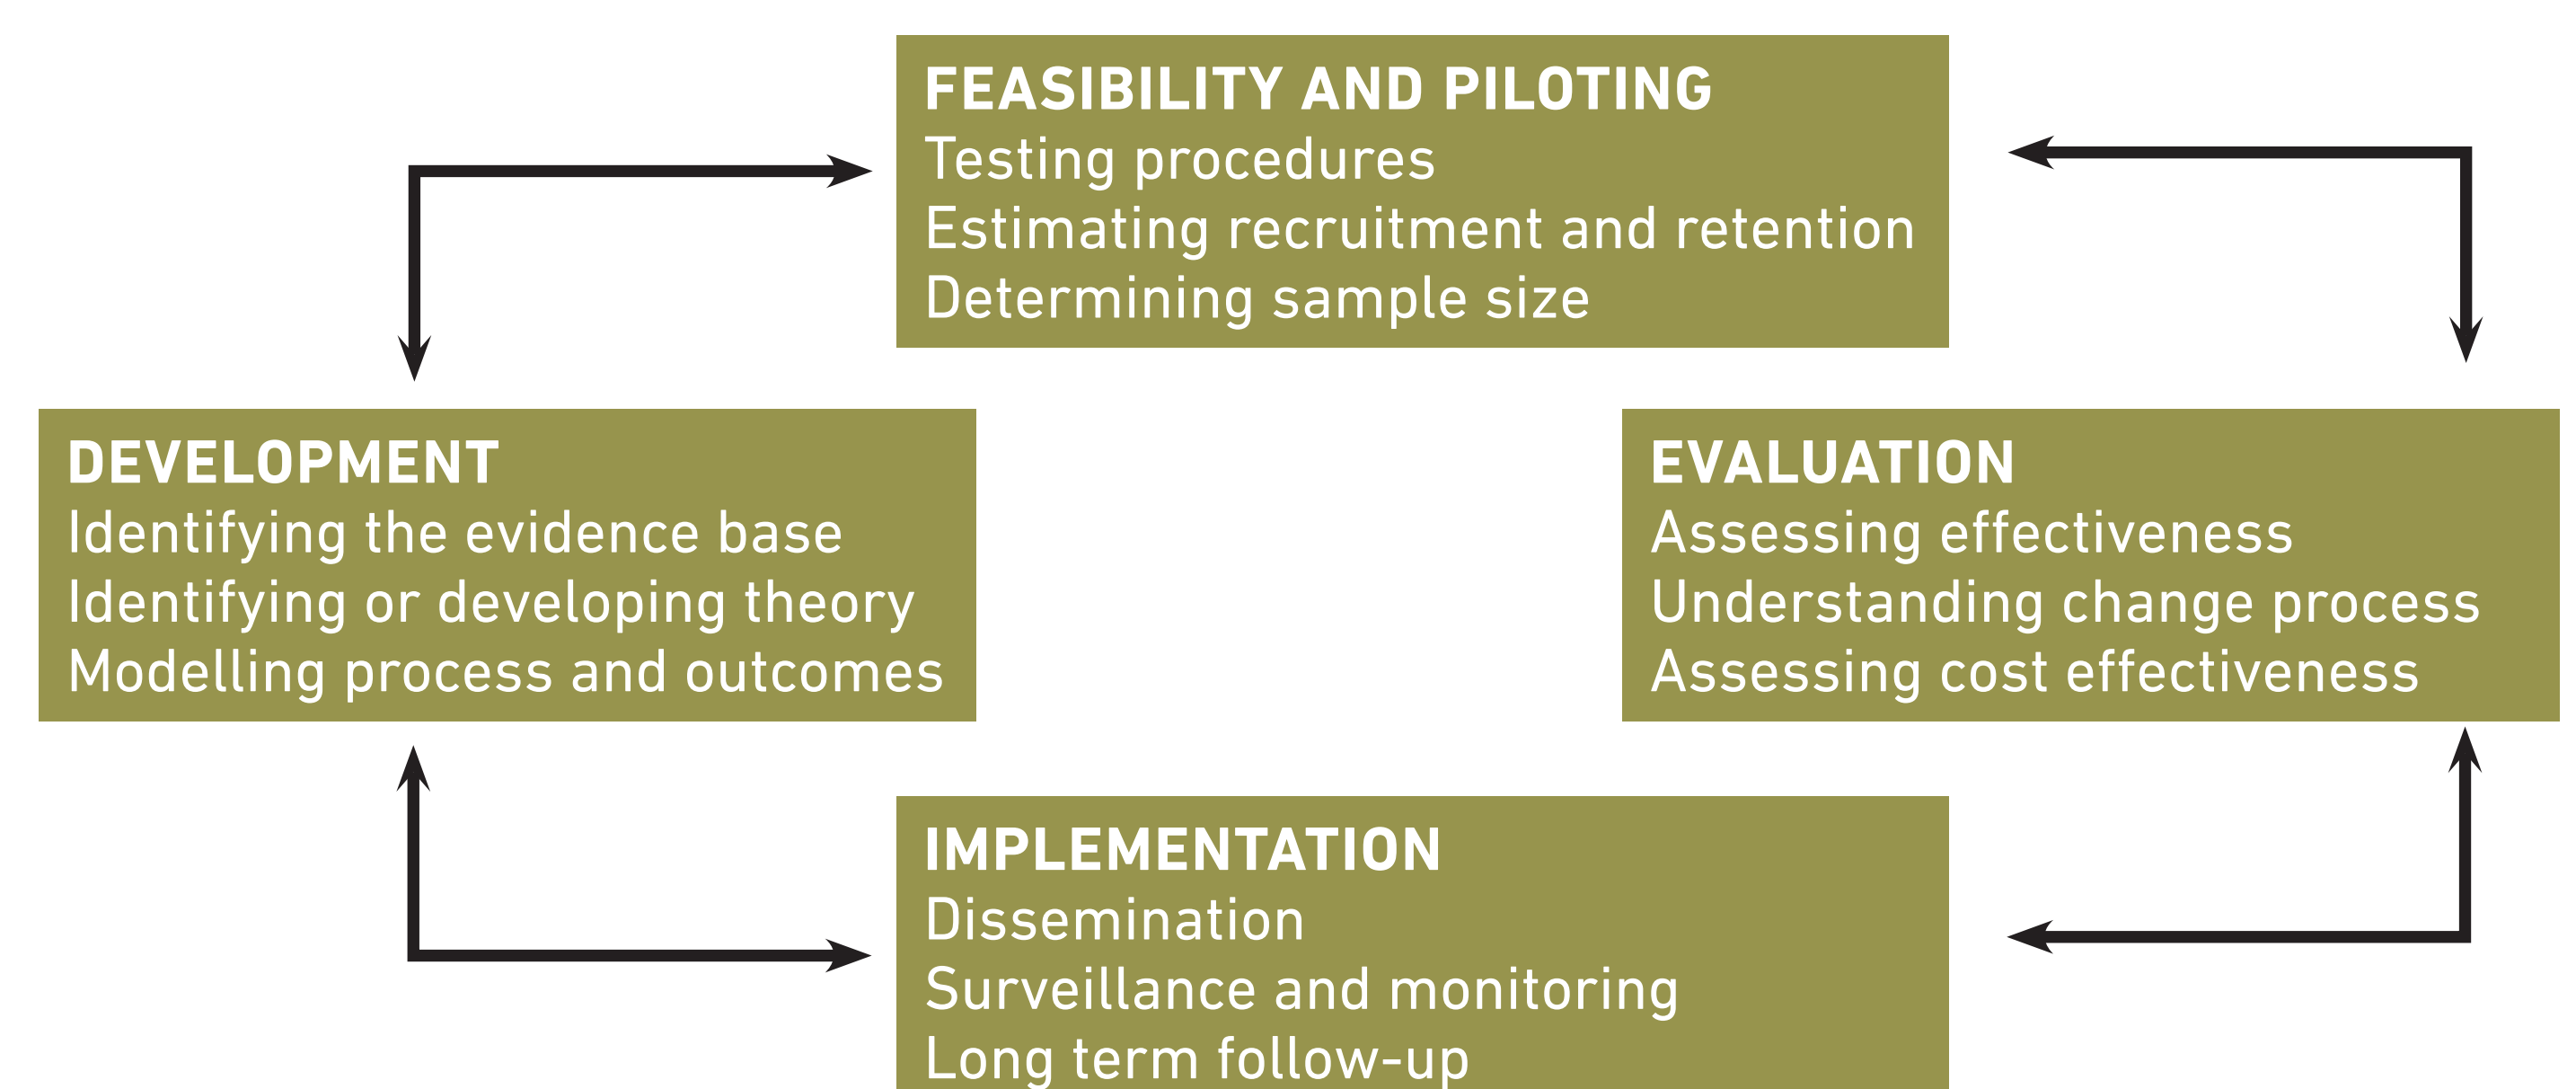 FEASIBILITY AND PILOTING
Testing procedures
Estimating recruitment and retention
Determining sample size
DEVELOPMENT
Identifying the evidence base
Identifying or developing theory
Modelling process and outcomes
EVALUATION
Assessing effectiveness
Understanding change process
Assessing cost effectiveness
IMPLEMENTATION
Dissemination
Surveillance and monitoring
Long term follow-up